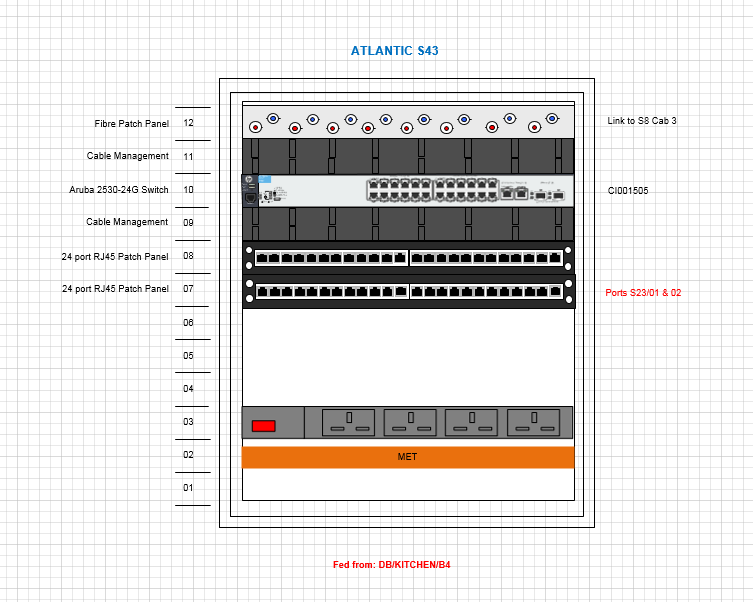 ATLANTIC S43
Fibre Patch Panel 12 Link to S8 Cab 3
Cable Management 11
Aruba 2530-24G Switch 10 CI001505
Cable Management 09
24 port RJ45 Patch Panel 08
24 port RJ45 Patch Panel 07 Ports S23/01 & 02
06
05
04
03
02 MET
01
Fed from: DB/KITCHEN/B4